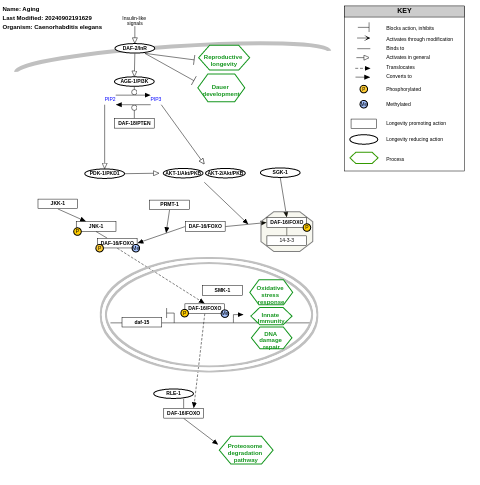 Name: Aging
Last Modified: 20240902191629
Organism: Caenorhabditis elegans
Insulin-like
signals
DAF-2/InR
Reproductive
longevity
Dauer
development
AGE-1/PI3K
PIP2
PIP3
DAF-18/PTEN
PDK-1/PKD1
AKT-1/Akt/PKB
AKT-2/Akt/PKB
SGK-1
JKK-1
PRMT-1
JNK-1
P
DAF-16/FOXO
P
Me
DAF-16/FOXO
DAF-16/FOXO
P
14-3-3
SMK-1
Oxidative
stress
response
DAF-16/FOXO
P
Me
daf-15
Innate
immunity
DNA
damage
repair
RLE-1
DAF-16/FOXO
Proteosome
degradation
pathway
KEY
Blocks action, inhibits
Activates through modification
Binds to
Activates in general
Translocates
Converts to
P
Phosphorylated
Me
Methylated
Longevity promoting action
Longevity reducing action
Process